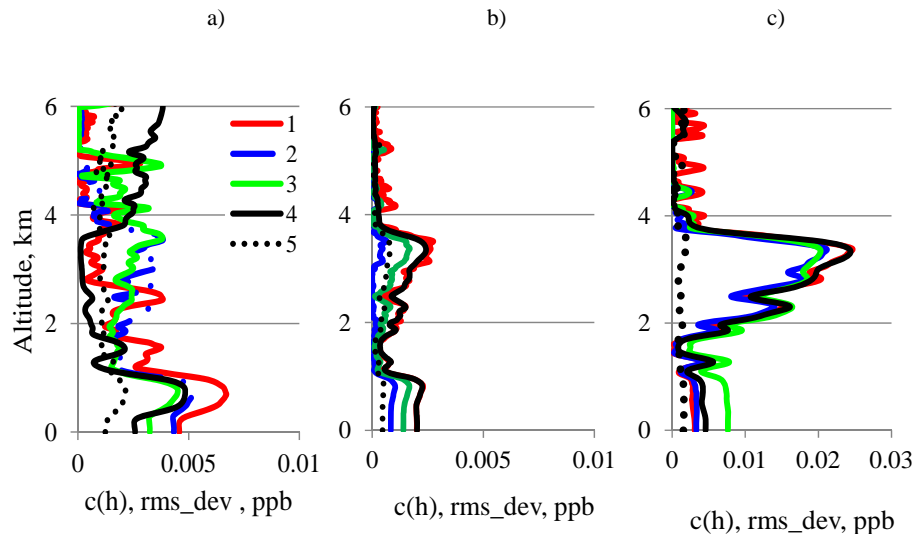 a) b) c)
6 6 6
1
2
3
4 4 4
4
5
2 2 2
0 0 0
Altitude, km
0 0.005 0.01 0 0.005 0.01 0 0.01 0.02 0.03
c(h), rms_dev , ppb c(h), rms_dev, ppb c(h), rms_dev, ppb